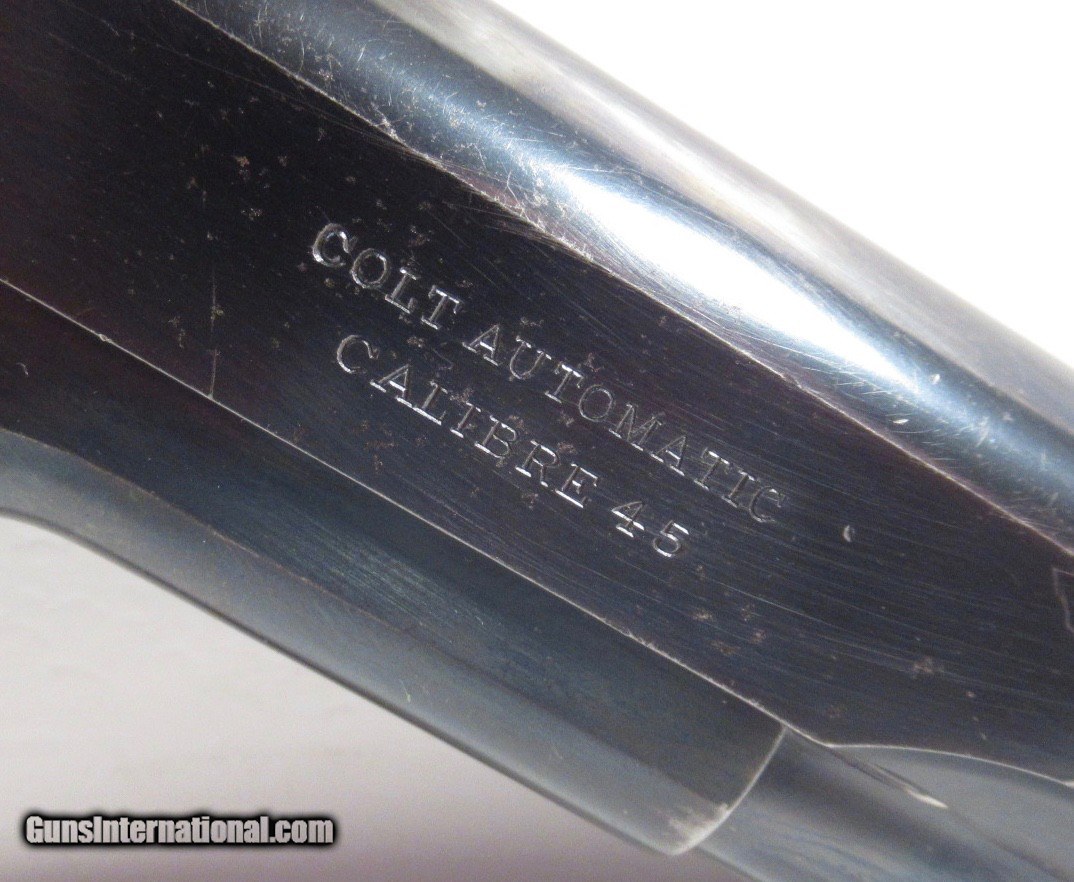 COLT AUTOMATIC
CALIBRE 45
GunsInternational.com